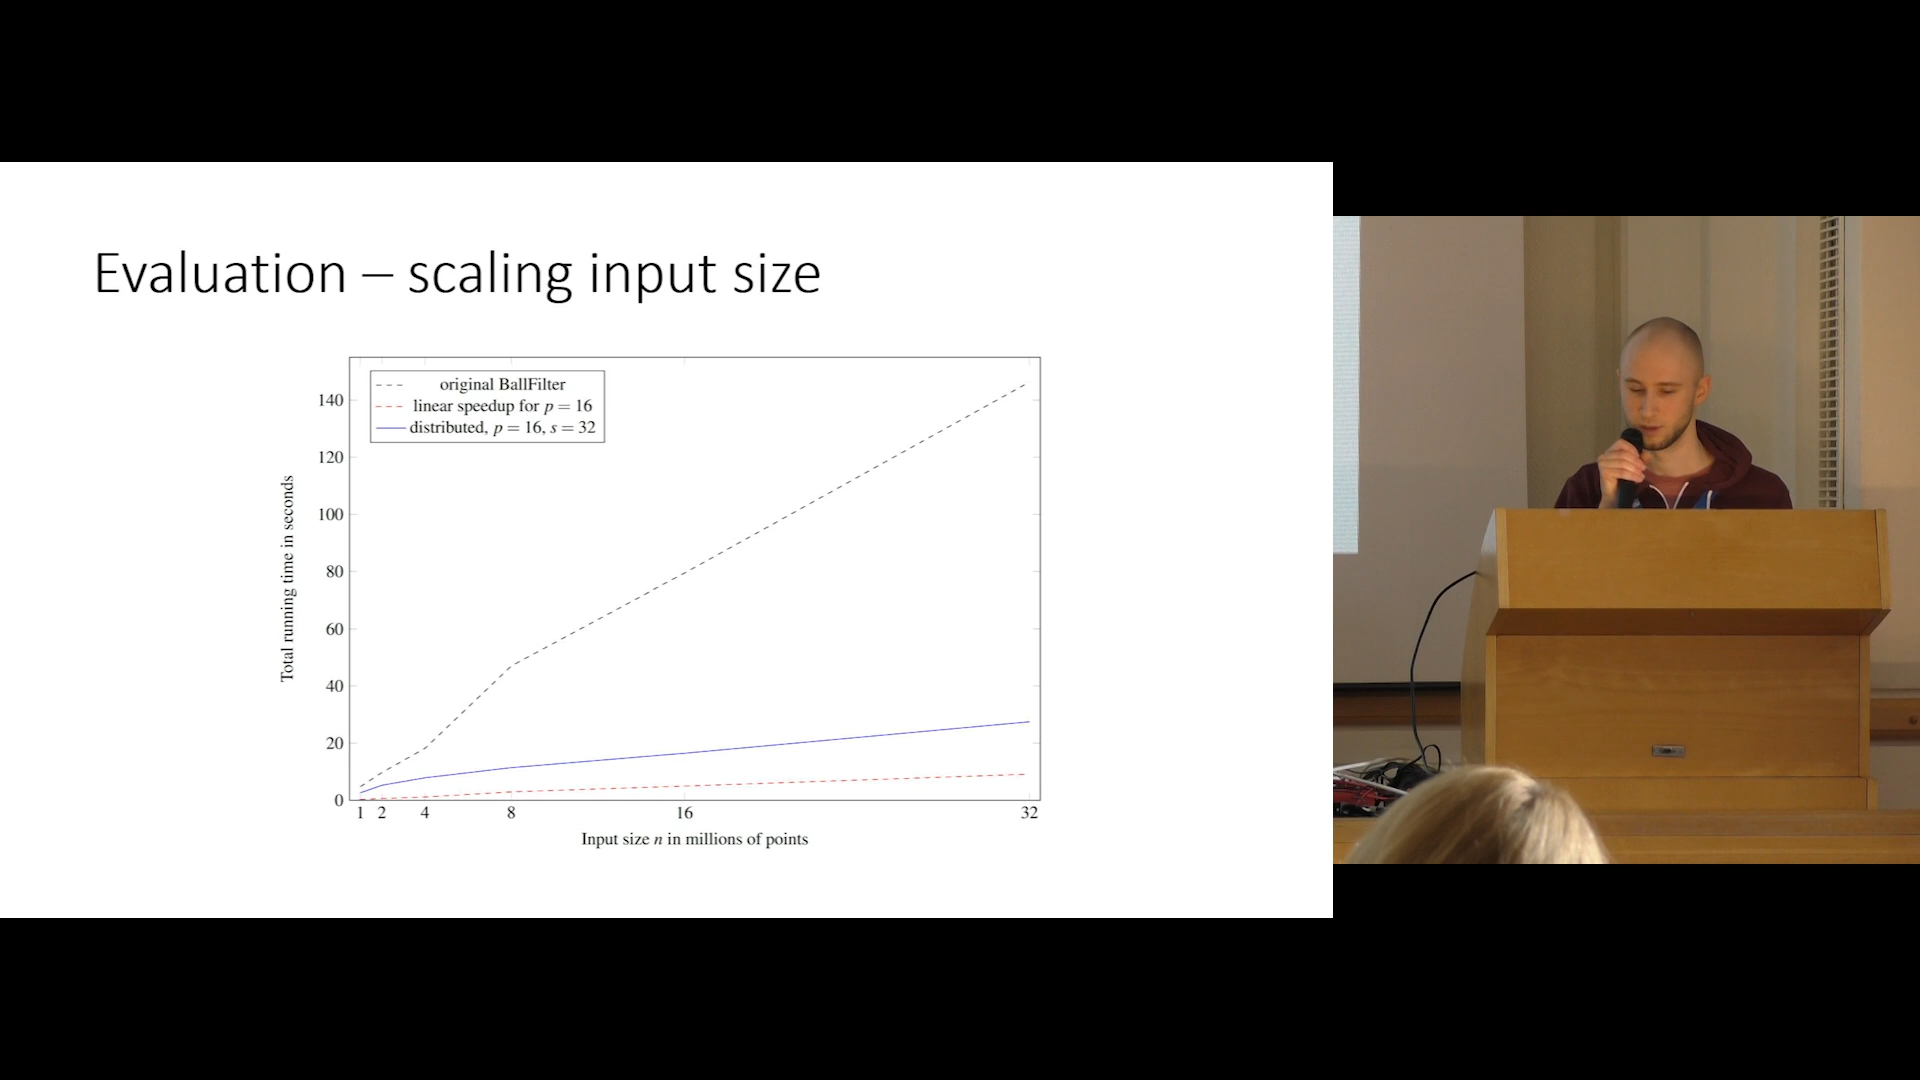 Evaluation – scaling input size
original BallFilter
linear speedup for p = 16
distributed, p = 16, s = 32
Total running time in seconds
140
120
100
80
60
40
20
0
1 2 4 8 16 32
Input size n in millions of points